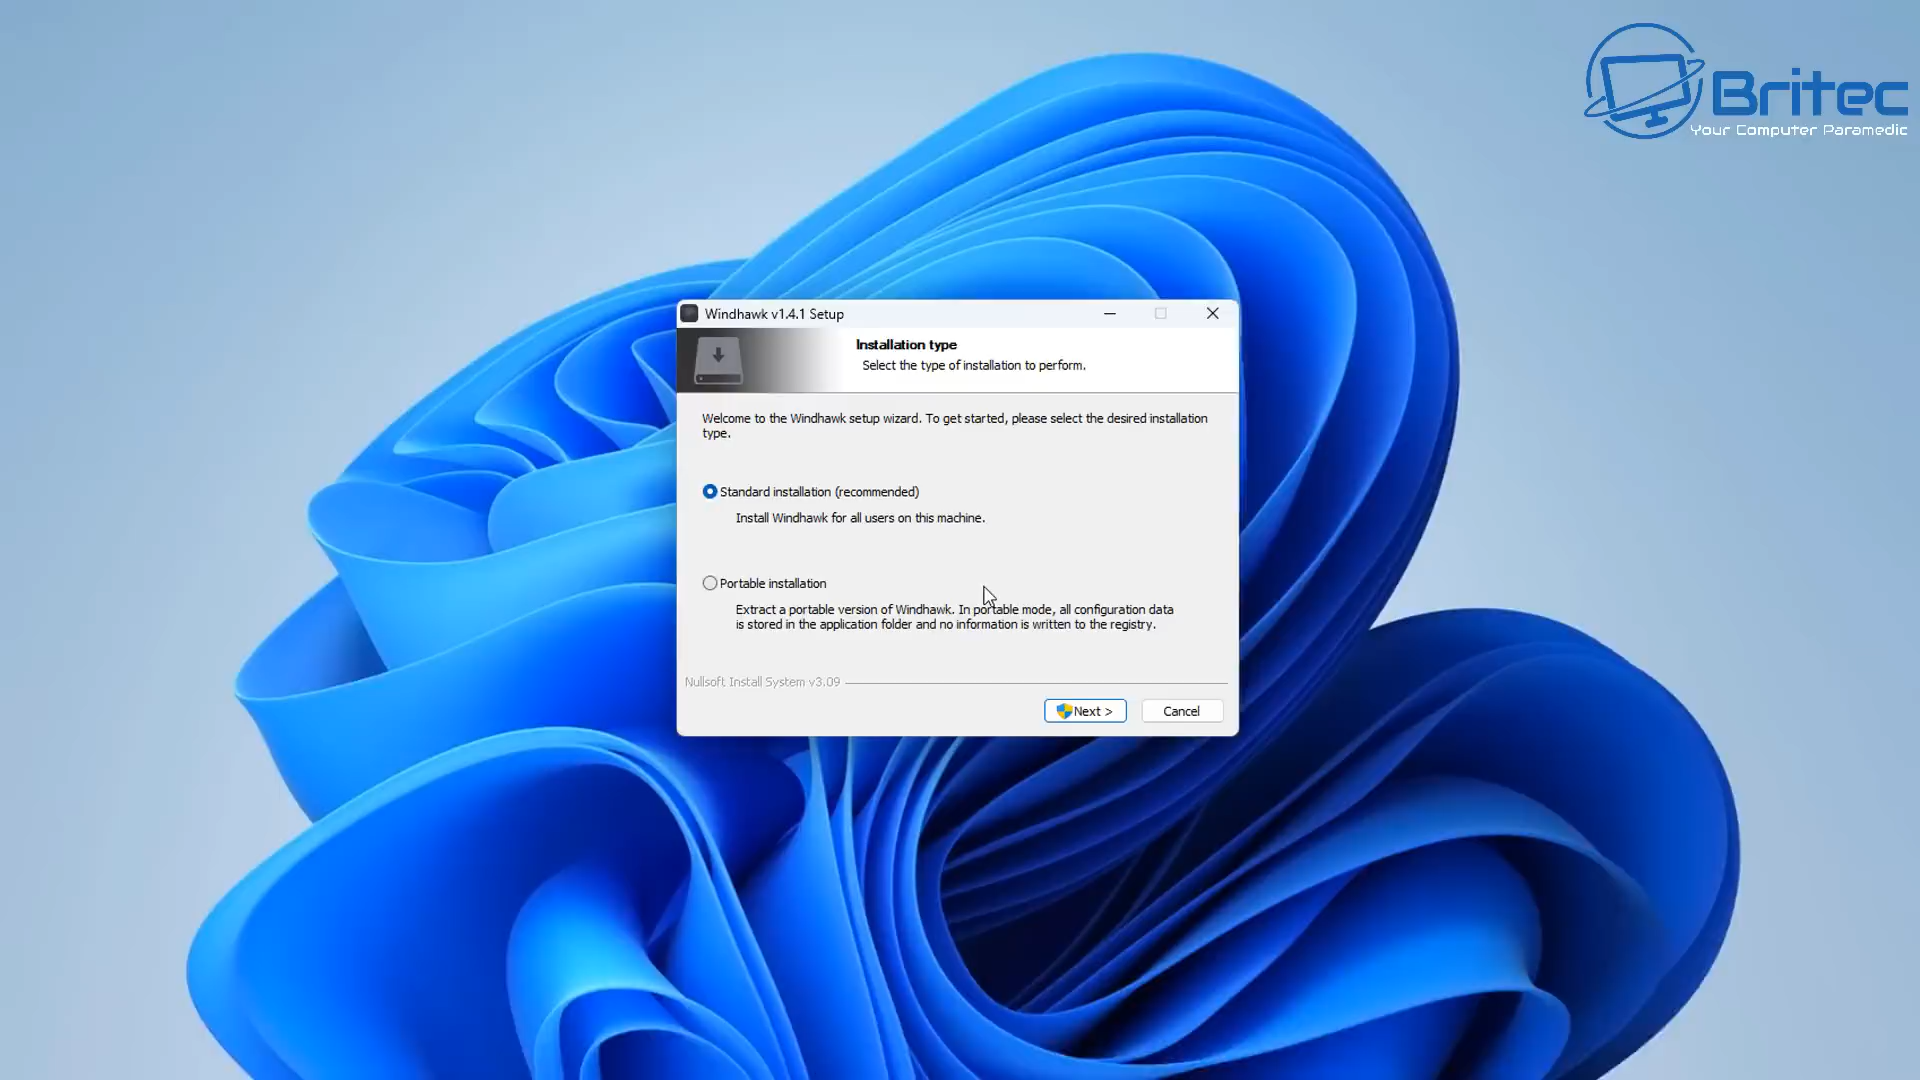 Britec
Your Computer Paramedic
Windhawk v1.4.1 Setup
Installation type
Select the type of installation to perform.
Welcome to the Windhawk setup wizard. To get started, please select the desired installation
type.
Standard installation (recommended)
Install Windhawk for all users on this machine.
Portable installation
Extract a portable version of Windhawk. In portable mode, all configuration data
is stored in the application folder and no information is written to the registry.
Nullsoft Install System v3.09
Next >
Cancel